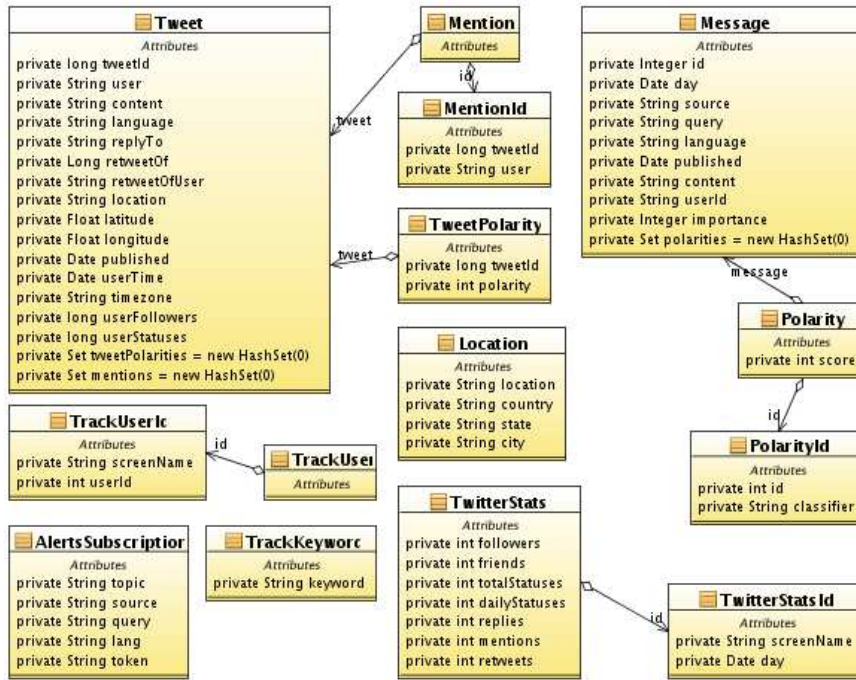 Tweet
Attributes
private long tweetId
private String user
private String content
private String language
private String replyTo
private Long retweetOf
private String retweetOfUser
private String location
private Float latitude
private Float longitude
private Date published
private Date userTime
private String timezone
private long userFollowers
private long userStatuses
private Set tweetPolarities = new HashSet(0)
private Set mentions = new HashSet(0)
Mention
Attributes
id
tweet
MentionId
Attributes
private long tweetId
private String user
TweetPolarity
private long tweetId
private int polarity
tweet
Location
Attributes
private String location
private String country
private String state
private String city
Message
Attributes
private Integer id
private Date day
private String source
private String query
private String language
private Date published
private String content
private String userId
private Integer importance
private Set polarities = new HashSet(0)
message
Polarity
Attributes
private int score
id
PolarityId
Attributes
private int id
private String classifier
TrackUserId
Attributes
private String screenName
private int userId
id
TrackUser
Attributes
AlertsSubscription
Attributes
private String topic
private String source
private String query
private String lang
private String token
TrackKeyword
Attributes
private String keyword
TwitterStats
Attributes
private int followers
private int friends
private int totalStatuses
private int dailyStatuses
private int replies
private int mentions
private int retweets
id
TwitterStatsId
Attributes
private String screenName
private Date day